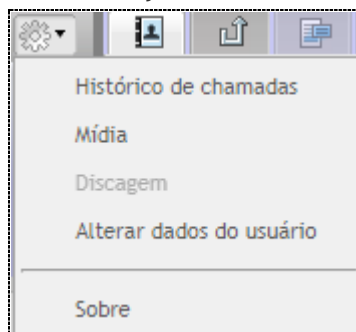 Histórico de chamadas
Mídia
Discagem
Alterar dados do usuário
Sobre